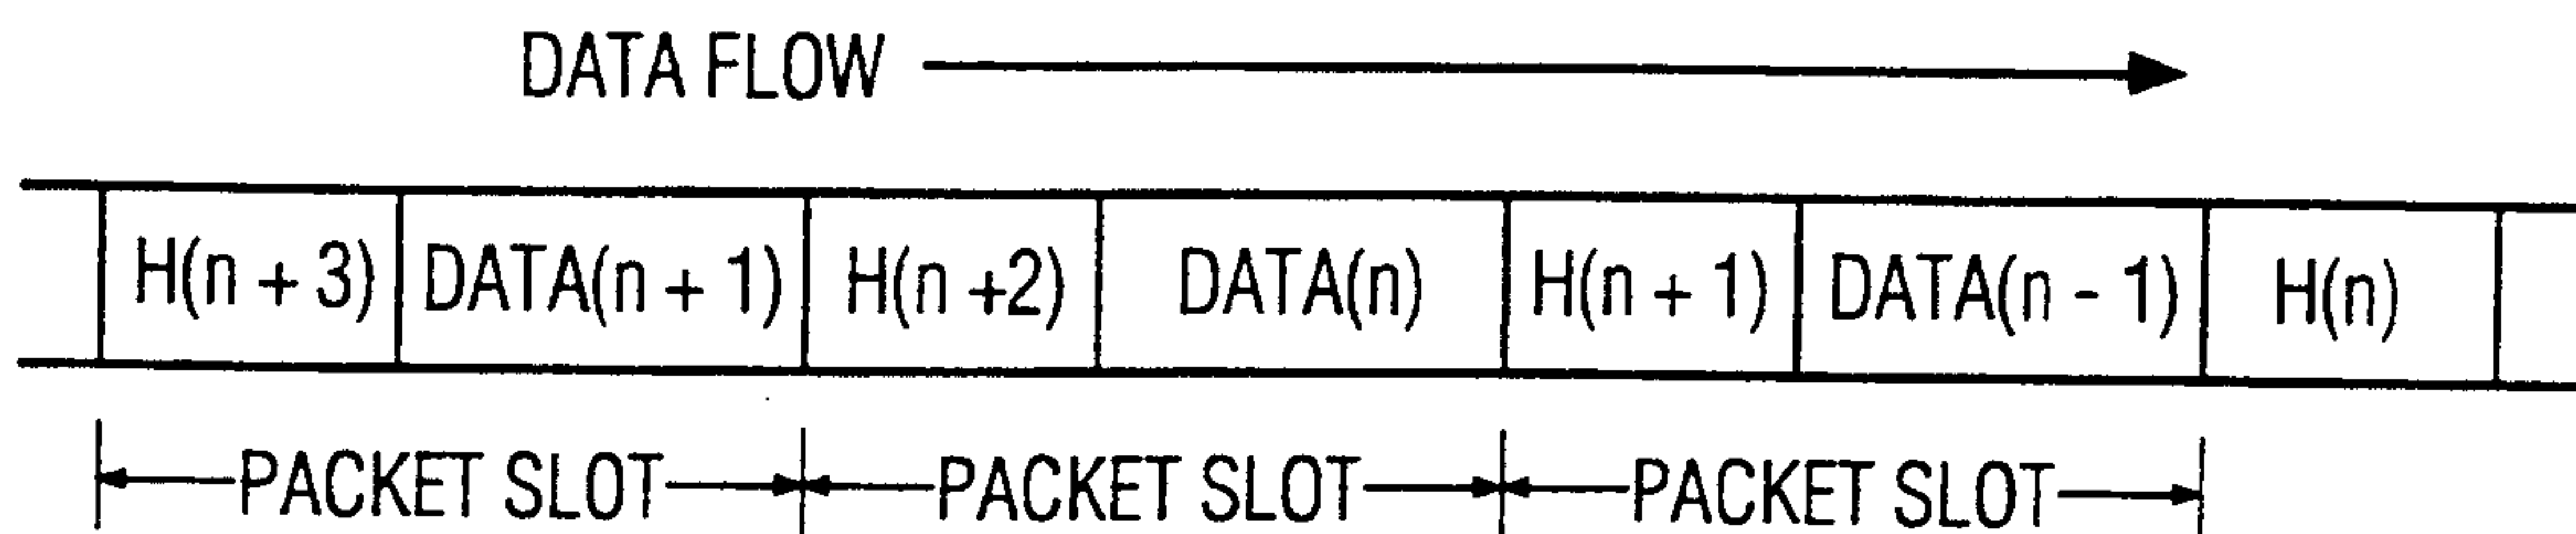 DATA FLOW
H(n + 3) DATA(n + 1) H(n +2) DATA(n) H(n + 1) DATA(n - 1) H(n)
PACKET SLOT PACKET SLOT PACKET SLOT